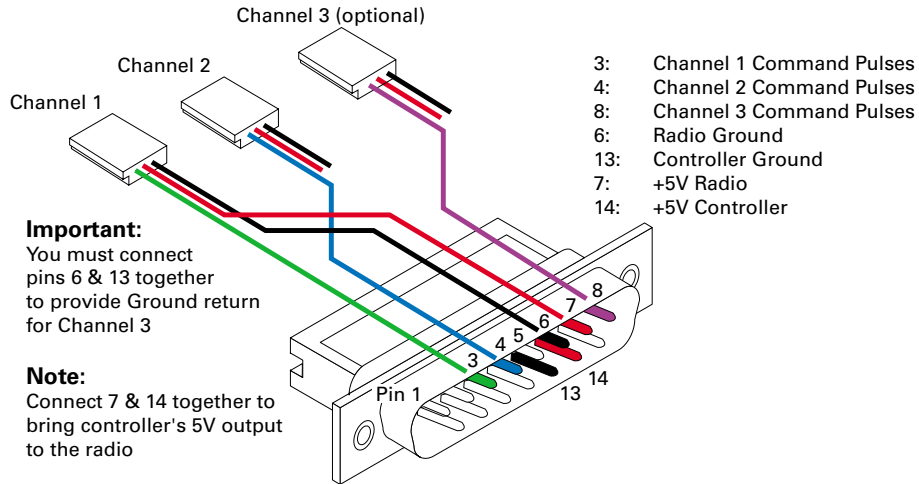 Channel 3 (optional)
Channel 2
Channel 1
3: Channel 1 Command Pulses
4: Channel 2 Command Pulses
8: Channel 3 Command Pulses
6: Radio Ground
13: Controller Ground
7: +5V Radio
14: +5V Controller
Important:
You must connect
pins 6 & 13 together
to provide Ground return
for Channel 3
Note:
Connect 7 & 14 together to
bring controller's 5V output
to the radio
8
7
6
5
4
3
Pin 1
14
13